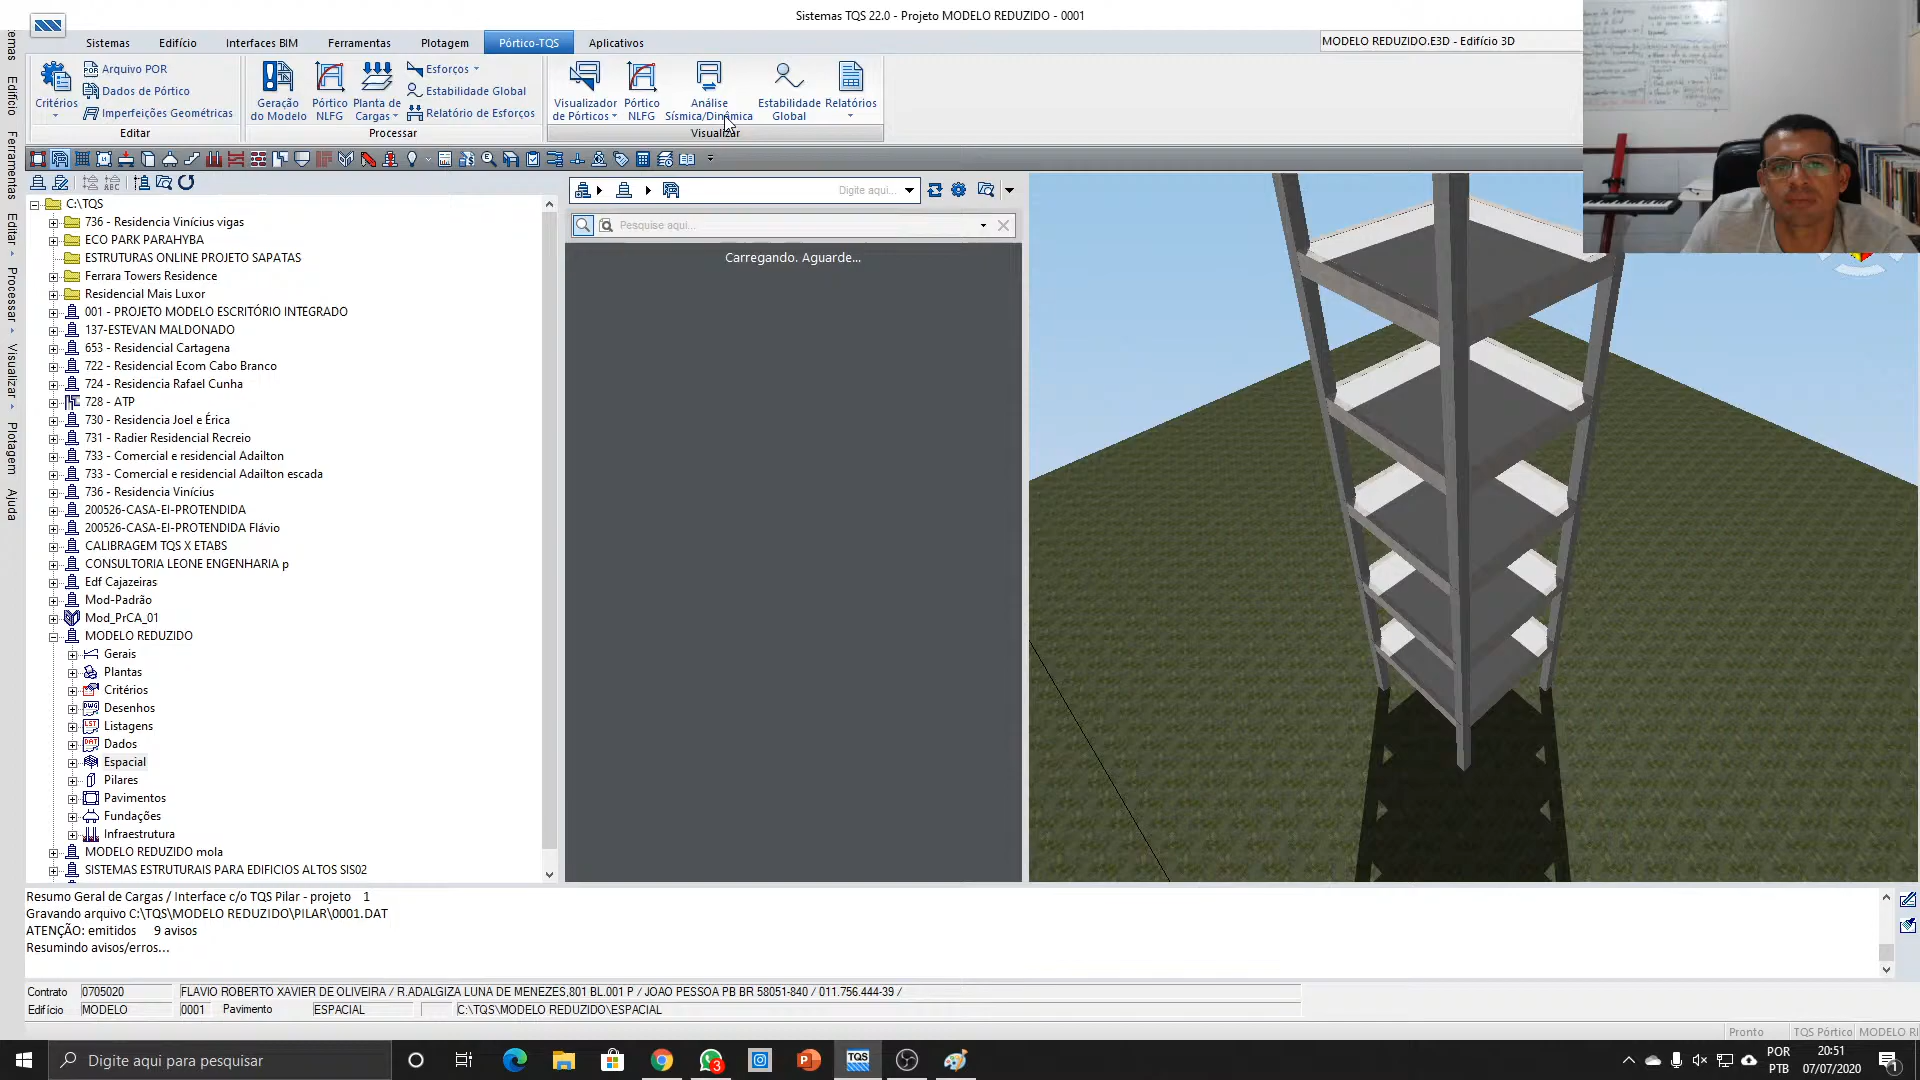 Sistemas TQS 22.0 - Projeto MODELO REDUZIDO - 0001
Sistemas
Edifício
Interfaces BIM
Ferramentas
Plotagem
Pórtico-TQS
Aplicativos
MODELO REDUZIDO.E3D - Edifício 3D
Critérios
Arquivo POR
Dados de Pórtico
Imperfeições Geométricas
Editar
Geração do Modelo
Pórtico NLFG
Planta de Cargas
Esforços
Estabilidade Global
Relatório de Esforços
Processar
Visualizador de Pórticos
Pórtico NLFG
Análise Sísmica/Dinâmica
Estabilidade Global
Relatórios
Visualizar
Edifício
Ferramentas
Editar
Processar
Visualizar
Plotagem
Ajuda
C:\TQS
736 - Residencia Vinícius vigas
ECO PARK PARAHYBA
ESTRUTURAS ONLINE PROJETO SAPATAS
Ferrara Towers Residence
Residencial Mais Luxor
001 - PROJETO MODELO ESCRITÓRIO INTEGRADO
137-ESTEVAN MALDONADO
653 - Residencial Cartagena
722 - Residencial Ecom Cabo Branco
724 - Residencia Rafael Cunha
728 - ATP
730 - Residencia Joel e Érica
731 - Radier Residencial Recreio
733 - Comercial e residencial Adailton
733 - Comercial e residencial Adailton escada
736 - Residencia Vinícius
200526-CASA-EI-PROTENDIDA
200526-CASA-EI-PROTENDIDA Flávio
CALIBRAGEM TQS X ETABS
CONSULTORIA LEONE ENGENHARIA p
Edf Cajazeiras
Mod-Padrão
Mod_PrCA_01
MODELO REDUZIDO
Gerais
Plantas
Critérios
Desenhos
Listagens
Dados
Espacial
Pilares
Pavimentos
Fundações
Infraestrutura
MODELO REDUZIDO mola
SISTEMAS ESTRUTURAIS PARA EDIFICIOS ALTOS SIS02
Digite aqui...
Pesquise aqui...
Carregando. Aguarde...
Resumo Geral de Cargas / Interface c/o TQS Pilar - projeto 1
Gravando arquivo C:\TQS\MODELO REDUZIDO\PILAR\0001.DAT
ATENÇÃO: emitidos 9 avisos
Resumindo avisos/erros...
Contrato 0705020 FLAVIO ROBERTO XAVIER DE OLIVEIRA / R.ADALGIZA LUNA DE MENEZES,801 BL.001 P / JOAO PESSOA PB BR 58051-840 / 011.756.444-39 /
Edifício MODELO 0001 Pavimento ESPACIAL C:\TQS\MODELO REDUZIDO\ESPACIAL
Pronto TQS Pórtico MODELO RE
Digite aqui para pesquisar
3
TQS
POR
PTB
20:51
07/07/2020
1